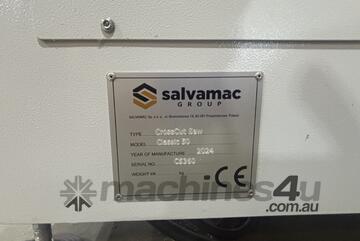 salvamac
GROUP
TYPE CrossCut Saw
MODEL Classic 50
YEAR OF MANUFACTURE 2024
SERIAL NO. C5360
WEIGHT kg
CE
machines4u
.com.au